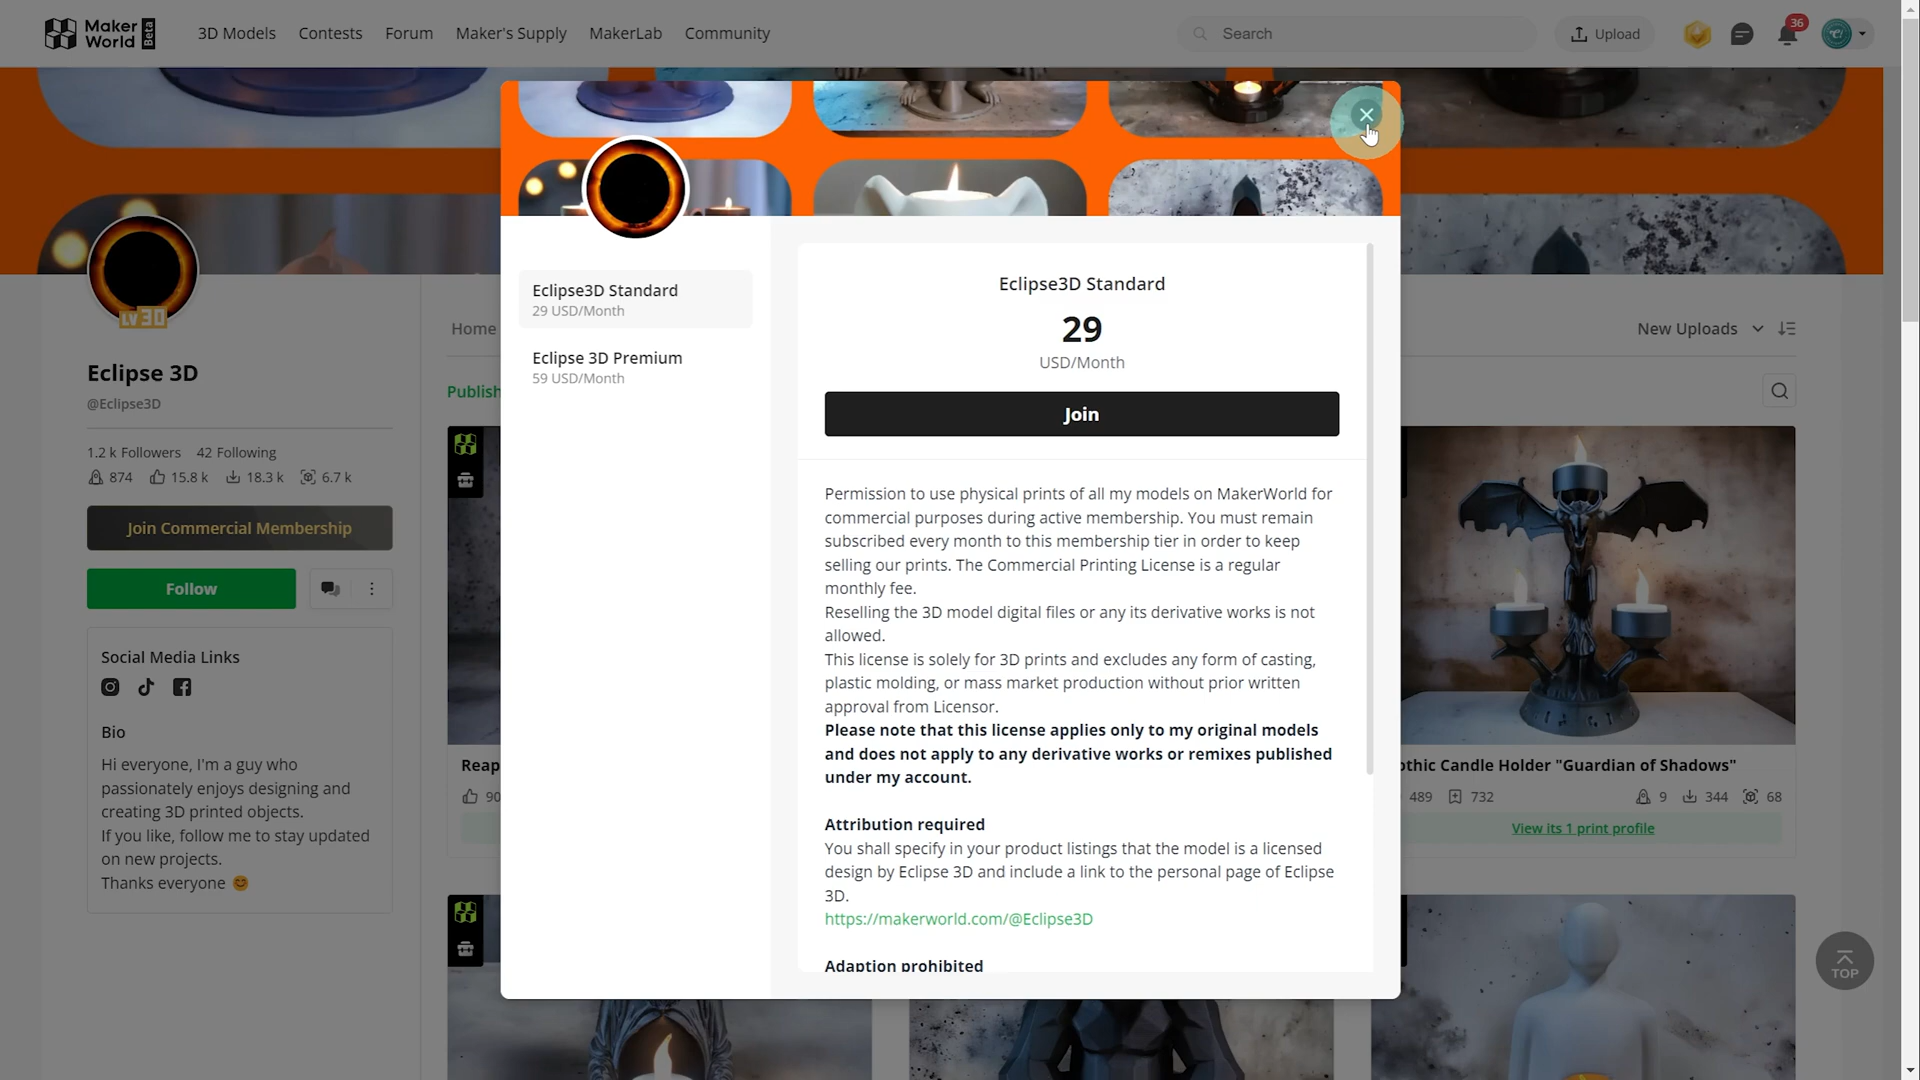 Maker World Beta
3D Models Contests Forum Maker's Supply MakerLab Community
Search
Upload
36
LV 30
Eclipse 3D
@Eclipse3D
1.2 k Followers 42 Following
874 15.8 k 18.3 k 6.7 k
Join Commercial Membership
Follow
Social Media Links
Bio
Hi everyone, I'm a guy who
passionately enjoys designing and
creating 3D printed objects.
If you like, follow me to stay updated
on new projects.
Thanks everyone 😊
Home
New Uploads
Publish
Reap
90
Eclipse3D Standard
29 USD/Month
Eclipse 3D Premium
59 USD/Month
Eclipse3D Standard
29
USD/Month
Join
Permission to use physical prints of all my models on MakerWorld for
commercial purposes during active membership. You must remain
subscribed every month to this membership tier in order to keep
selling our prints. The Commercial Printing License is a regular
monthly fee.
Reselling the 3D model digital files or any its derivative works is not
allowed.
This license is solely for 3D prints and excludes any form of casting,
plastic molding, or mass market production without prior written
approval from Licensor.
Please note that this license applies only to my original models
and does not apply to any derivative works or remixes published
under my account.
Attribution required
You shall specify in your product listings that the model is a licensed
design by Eclipse 3D and include a link to the personal page of Eclipse
3D.
https://makerworld.com/@Eclipse3D
Adaption prohibited
othic Candle Holder "Guardian of Shadows"
489 732 9 344 68
View its 1 print profile
TOP